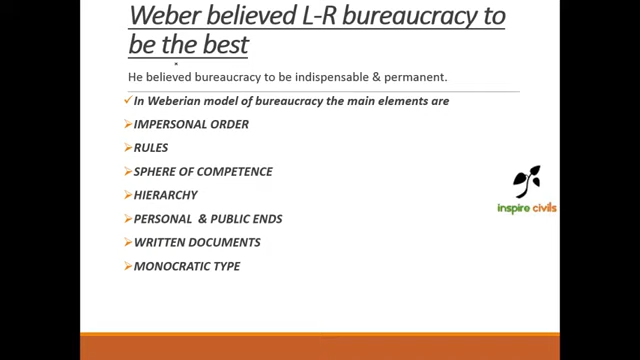 Weber believed L-R bureaucracy to
be the best
He believed bureaucracy to be indispensable & permanent.
In Weberian model of bureaucracy the main elements are
IMPERSONAL ORDER
RULES
SPHERE OF COMPETENCE
HIERARCHY
PERSONAL & PUBLIC ENDS
WRITTEN DOCUMENTS
MONOCRATIC TYPE
inspire civils